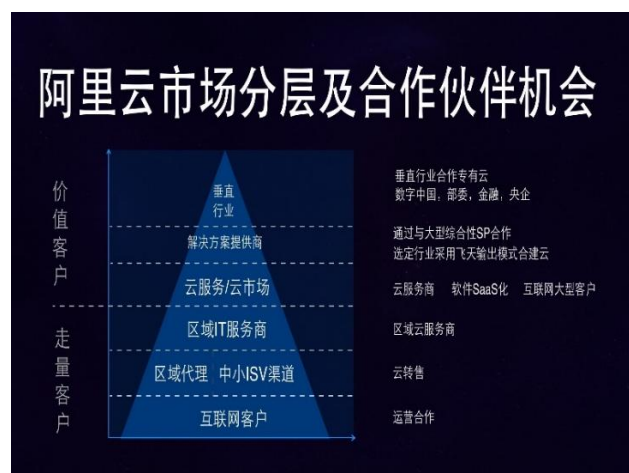 阿里云市场分层及合作伙伴机会
价值客户
走量客户
垂直
行业
解决方案提供商
云服务/云市场
区域IT服务商
区域代理 中小ISV渠道
互联网客户
垂直行业合作专有云
数字中国，部委，金融，央企
通过与大型综合性SP合作
选定行业采用飞天输出模式合建云
云服务商 软件SaaS化 互联网大型客户
区域云服务商
云转售
运营合作